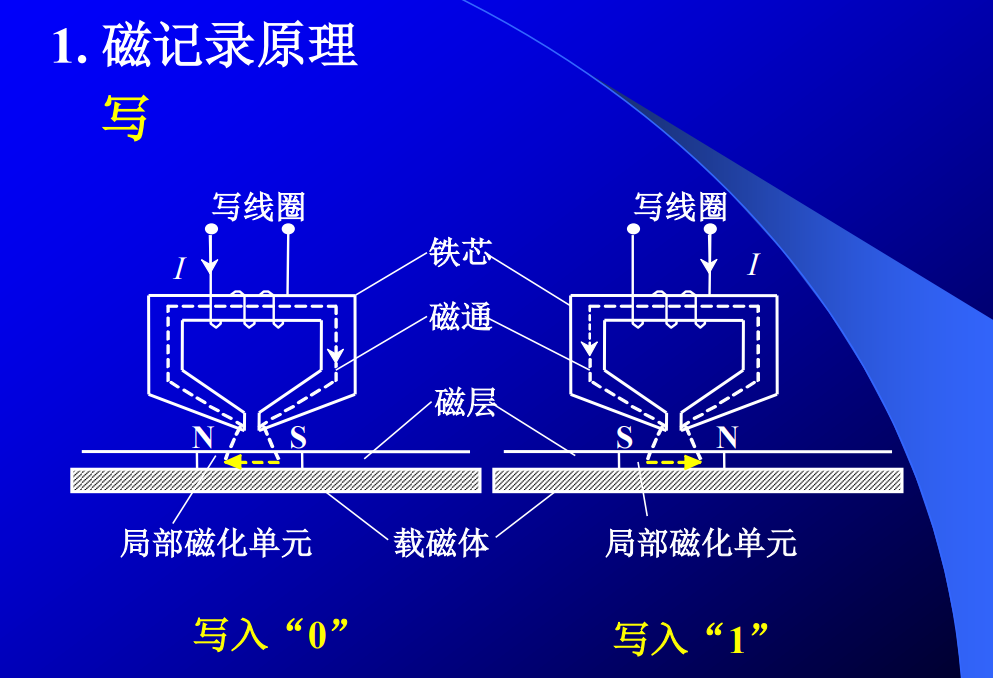 1. 磁记录原理
写
写线圈 写线圈
铁芯
I I
磁通
磁层
N S S N
局部磁化单元 载磁体 局部磁化单元
写入“0” 写入“1”